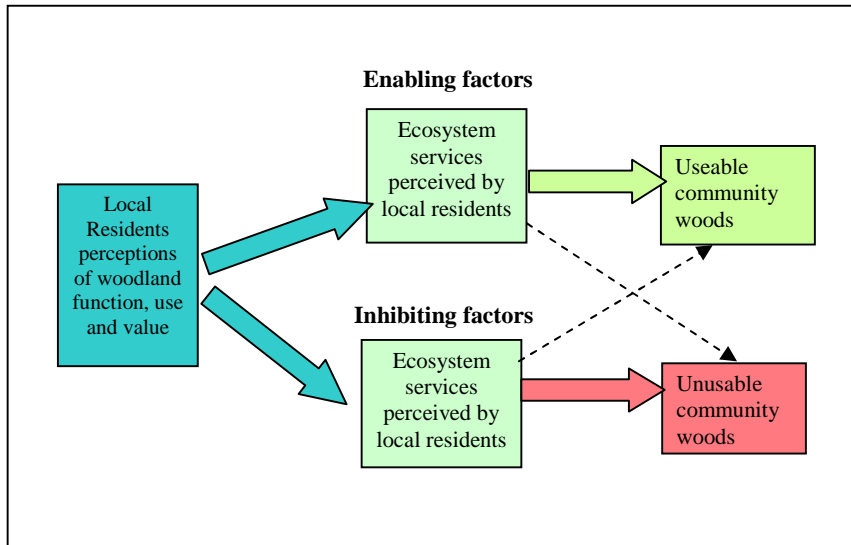 Enabling factors
Ecosystem
services
perceived by
local residents
Useable
community
woods
Local
Residents
perceptions
of woodland
function, use
and value
Inhibiting factors
Ecosystem
services
perceived by
local residents
Unusable
community
woods